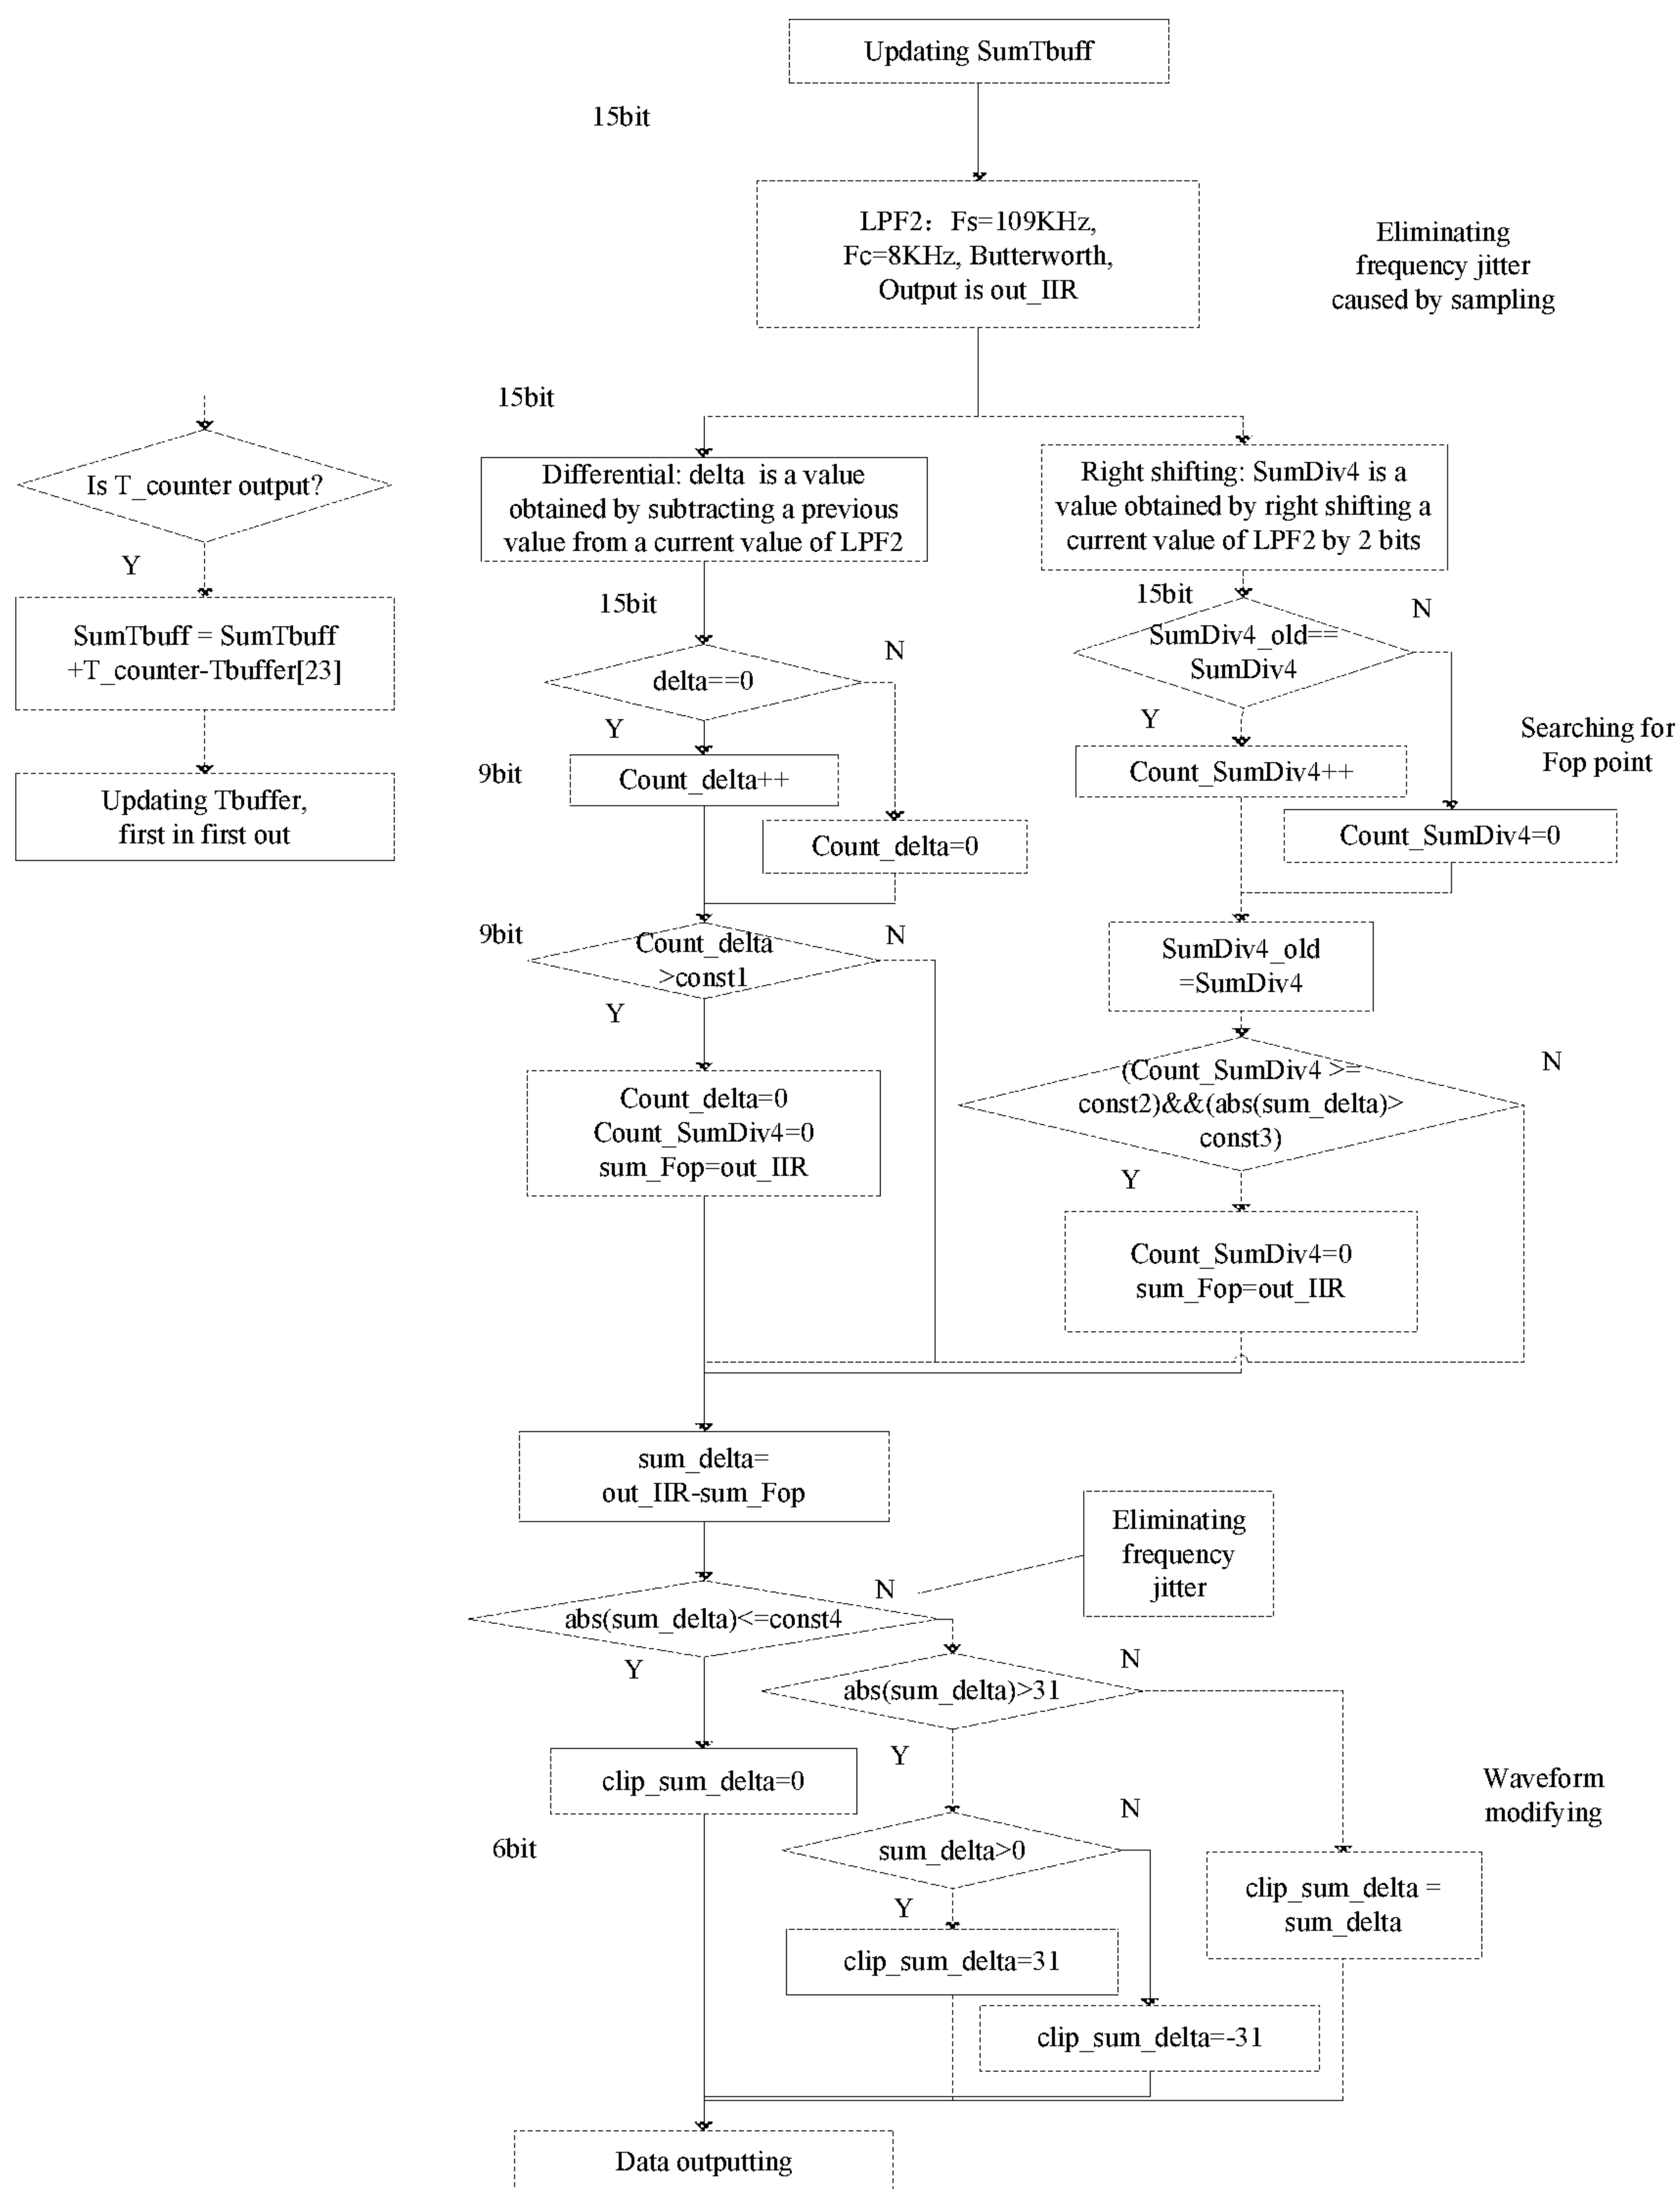 Updating SumTbuff
15bit
LPF2：Fs=109KHz,
Fc=8KHz, Butterworth,
Output is out_IIR
Eliminating
frequency jitter
caused by sampling
15bit
Is T_counter output?
Y
SumTbuff = SumTbuff
+T_counter-Tbuffer[23]
Updating Tbuffer,
first in first out
Differential: delta is a value
obtained by subtracting a previous
value from a current value of LPF2
Right shifting: SumDiv4 is a
value obtained by right shifting a
current value of LPF2 by 2 bits
15bit
delta==0
N
Y
9bit
Count_delta++
Count_delta=0
15bit
SumDiv4_old==
SumDiv4
N
Y
Count_SumDiv4++
Count_SumDiv4=0
Searching for
Fop point
9bit
Count_delta
>const1
N
Y
Count_delta=0
Count_SumDiv4=0
sum_Fop=out_IIR
SumDiv4_old
=SumDiv4
(Count_SumDiv4 >=
const2)&&(abs(sum_delta)>
const3)
N
Y
Count_SumDiv4=0
sum_Fop=out_IIR
sum_delta=
out_IIR-sum_Fop
Eliminating
frequency
jitter
abs(sum_delta)<=const4
N
Y
abs(sum_delta)>31
N
Y
clip_sum_delta=0
6bit
sum_delta>0
N
Y
Waveform
modifying
clip_sum_delta =
sum_delta
clip_sum_delta=31
clip_sum_delta=-31
Data outputting